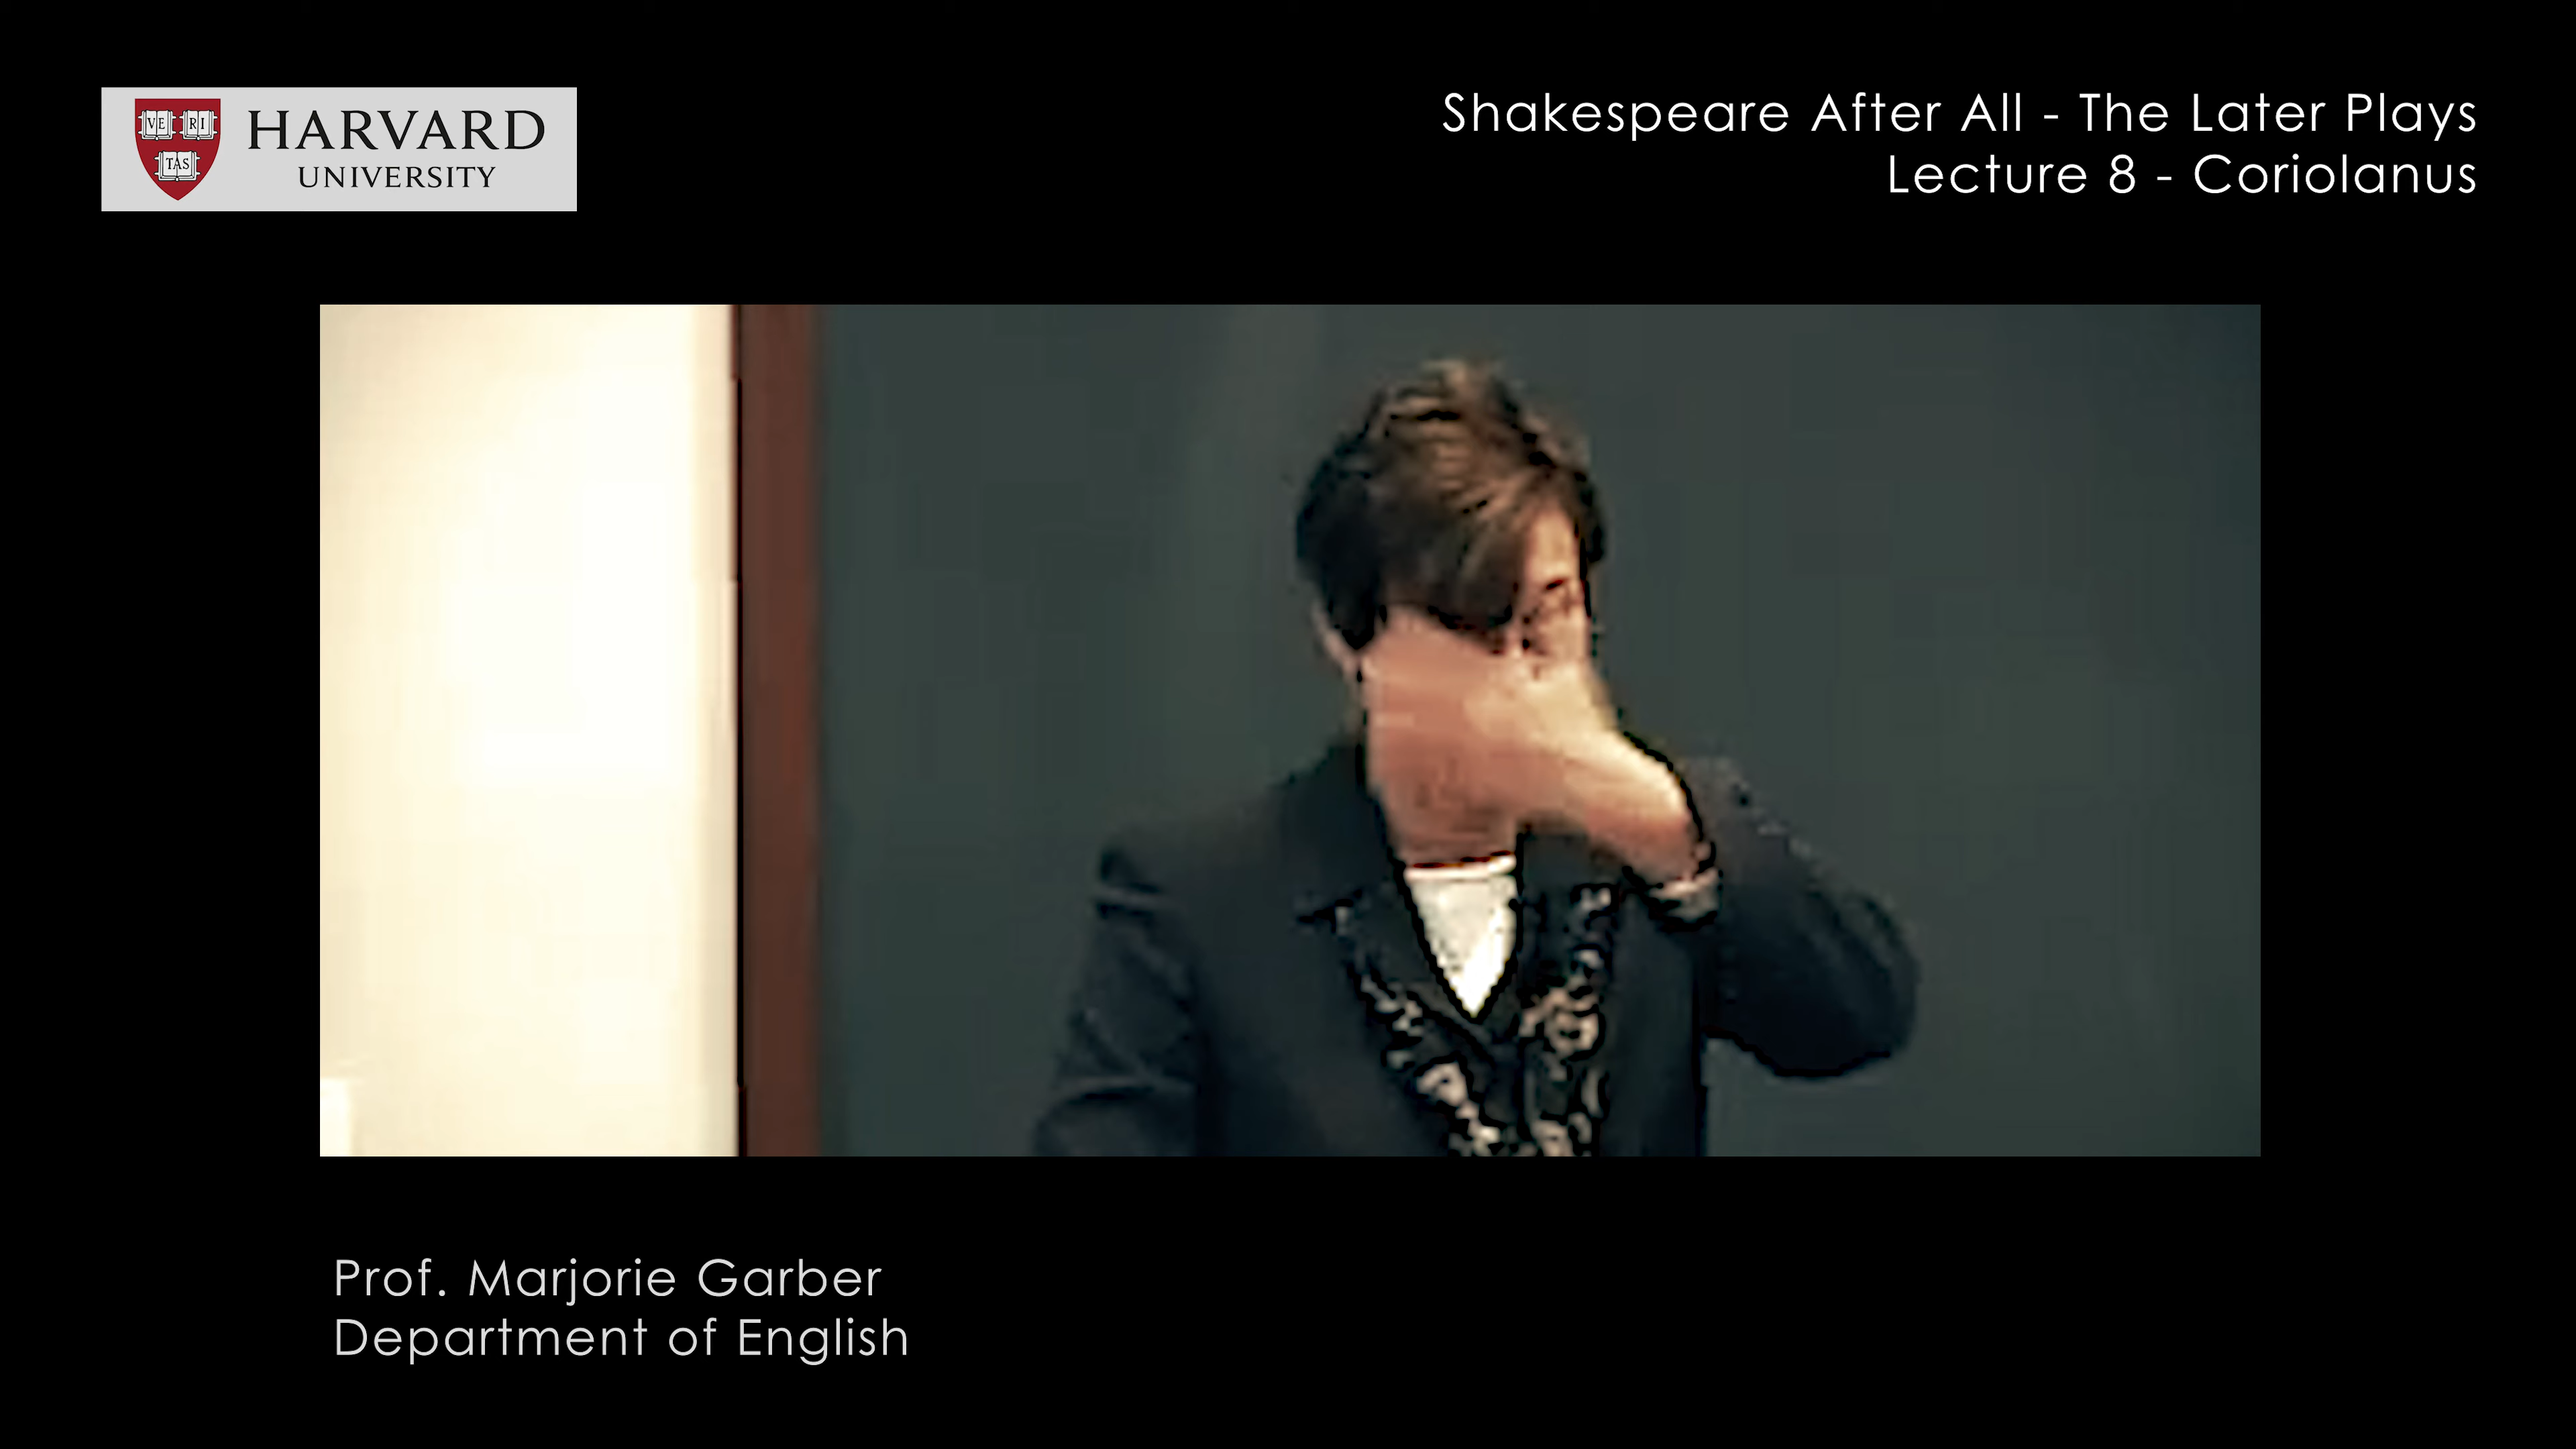 VE RI
TAS
HARVARD
UNIVERSITY
Shakespeare After All - The Later Plays
Lecture 8 - Coriolanus
Prof. Marjorie Garber
Department of English